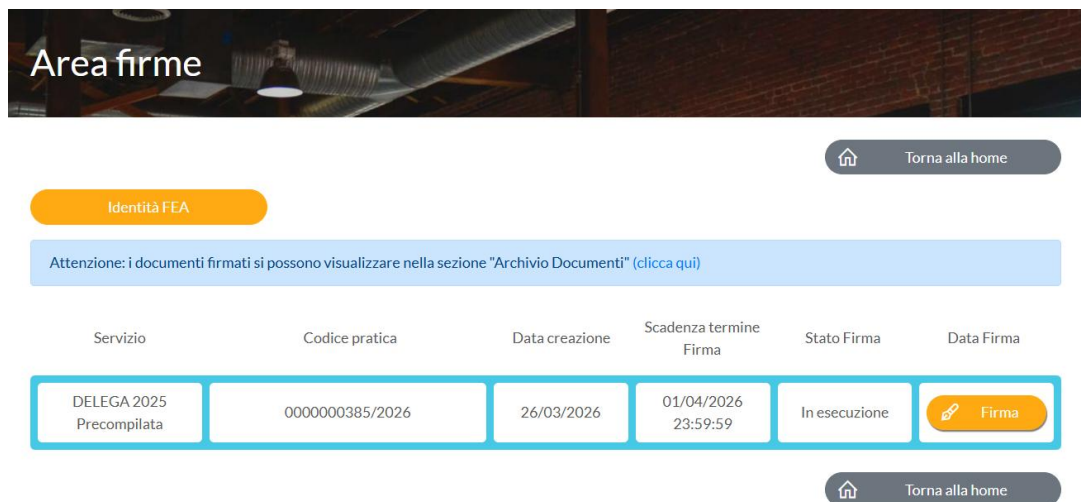 Area firme
Torna alla home
Identità FEA
Attenzione: i documenti firmati si possono visualizzare nella sezione "Archivio Documenti" (clicca qui)
Servizio Codice pratica Data creazione Scadenza termine Firma Stato Firma Data Firma
DELEGA 2025 Precompilata 0000000385/2026 26/03/2026 01/04/2026 23:59:59 In esecuzione Firma
Torna alla home